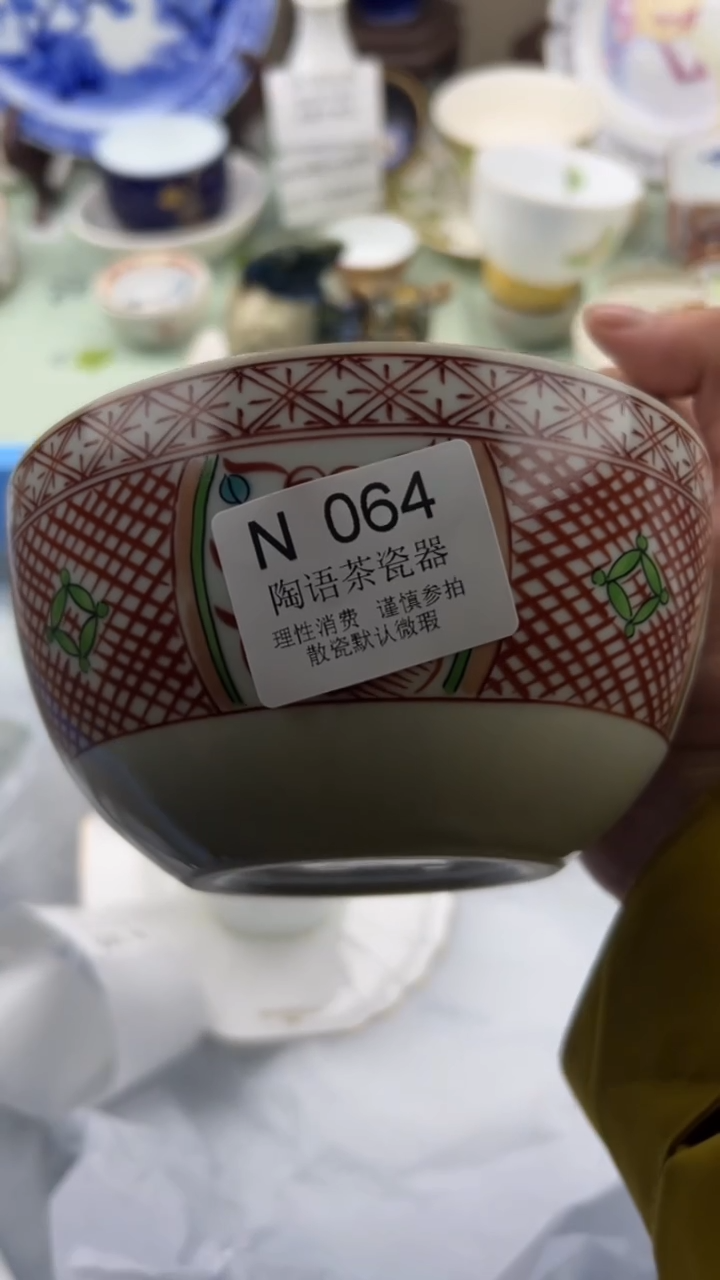 N 064
陶语茶瓷器
理性消费 谨慎参拍
散瓷默认微瑕